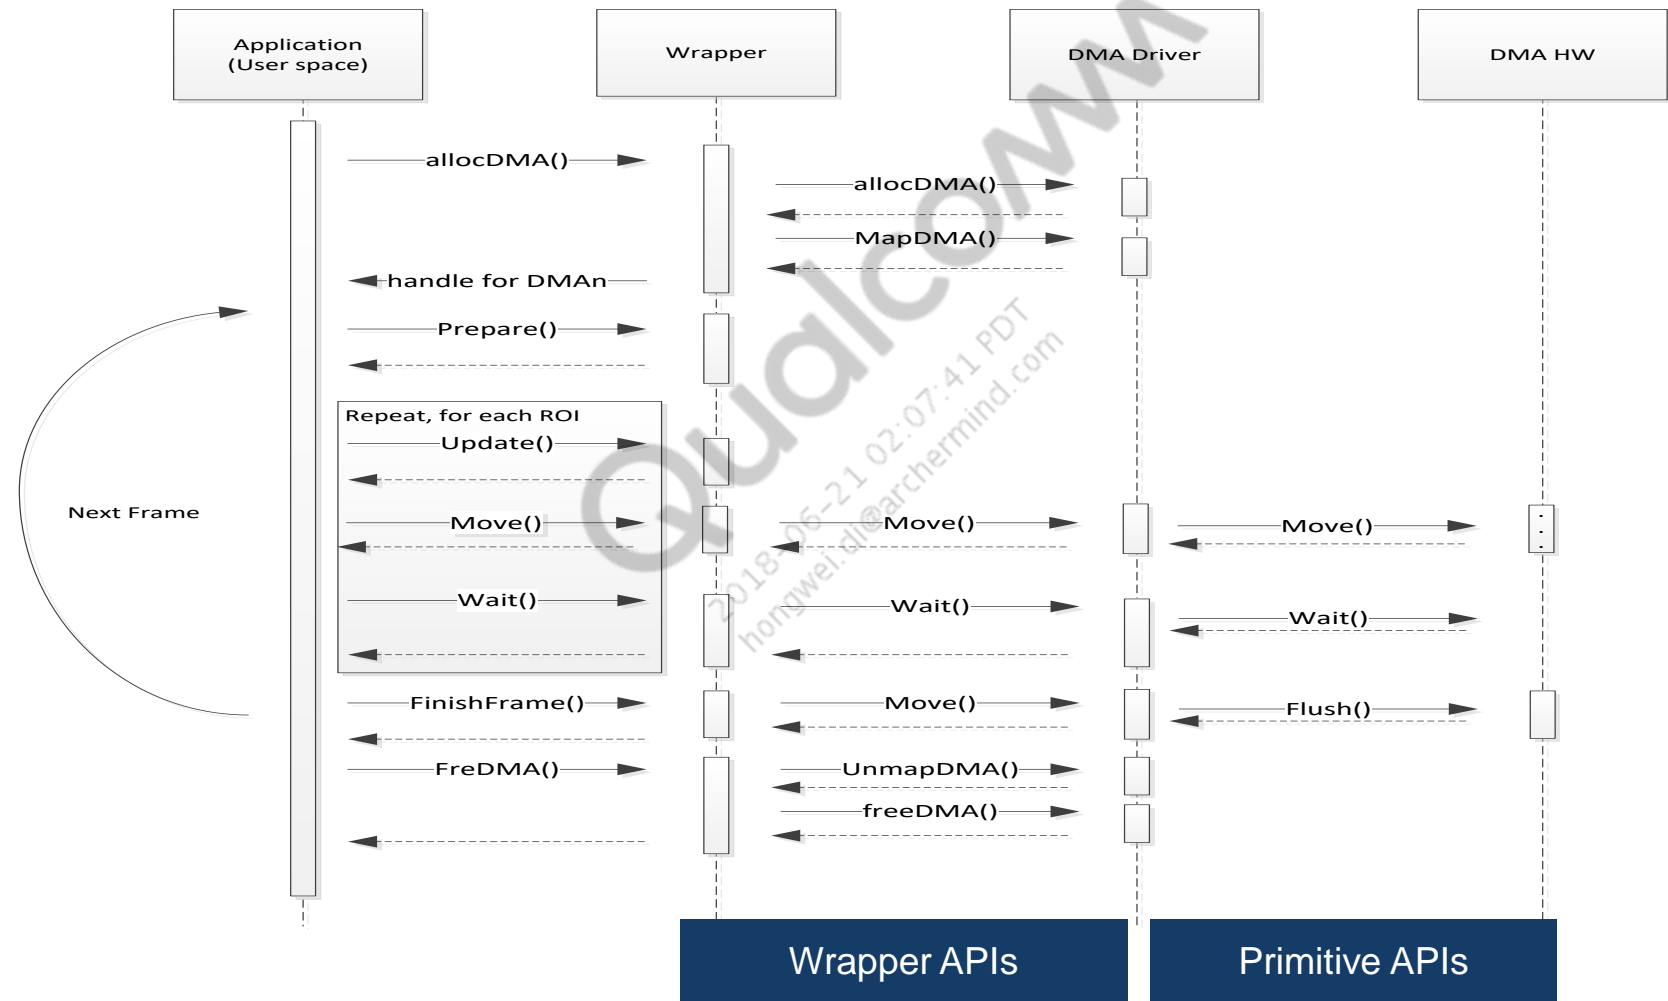 Application
(User space)
Wrapper
DMA Driver
DMA HW
allocDMA()
allocDMA()
MapDMA()
handle for DMAn
Prepare()
Repeat, for each ROI
Update()
Next Frame
Move()
Move()
Move()
Wait()
Wait()
Wait()
FinishFrame()
Move()
Flush()
FreDMA()
UnmapDMA()
freeDMA()
Wrapper APIs
Primitive APIs
Qualcomm
2018-06-21 02:07:41 PDT
hongwei.di@archermind.com